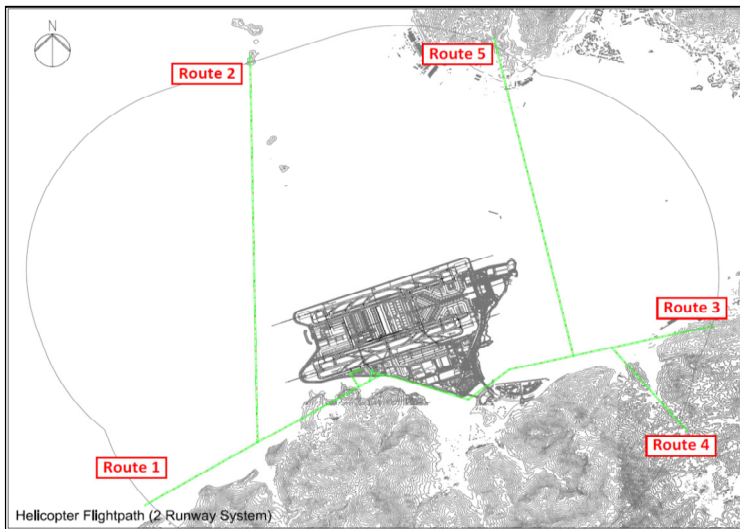 N
Route 2
Route 5
Route 3
Route 4
Route 1
Helicopter Flightpath (2 Runway System)